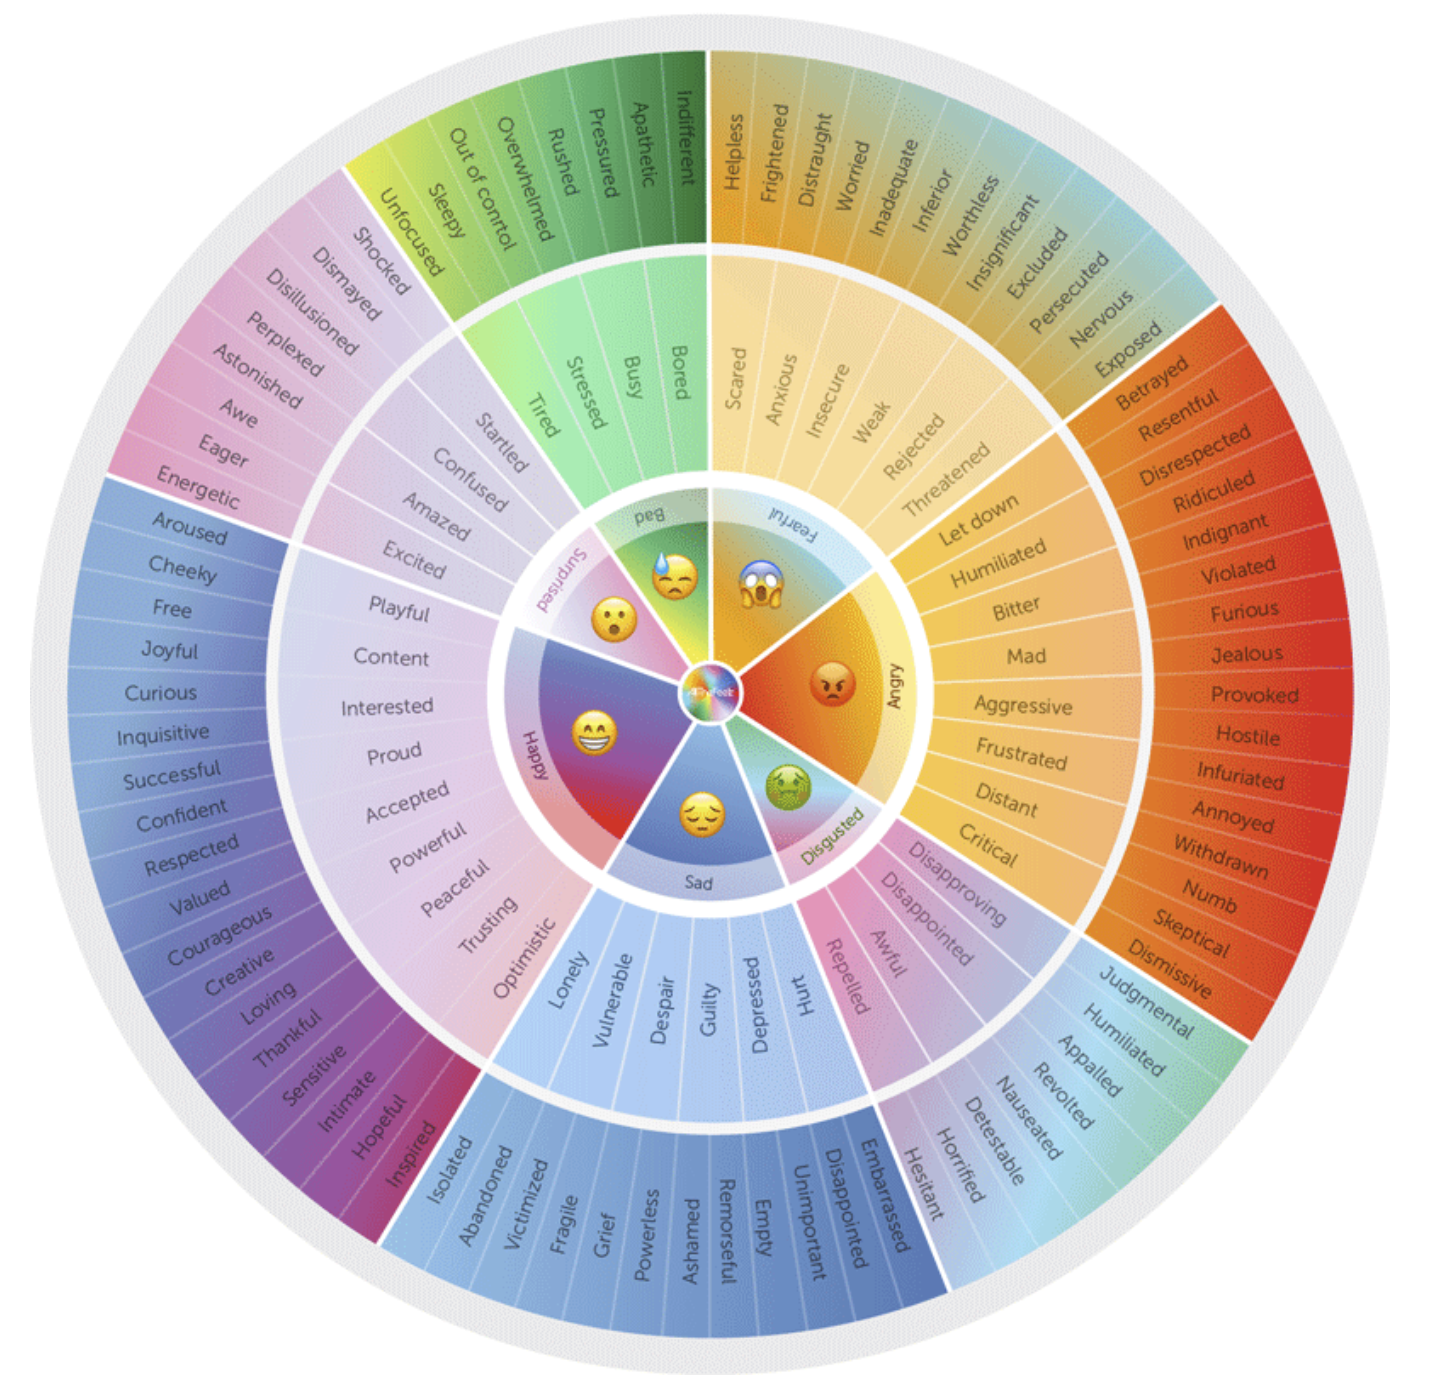 Bad
Fearful
Angry
Disgusted
Sad
Happy
Surprised
Bored
Scared
Anxious
Insecure
Weak
Rejected
Threatened
Let down
Humiliated
Bitter
Mad
Aggressive
Frustrated
Distant
Critical
Disapproving
Disappointed
Awful
Repelled
Hurt
Depressed
Guilty
Despair
Vulnerable
Lonely
Optimistic
Trusting
Peaceful
Powerful
Accepted
Proud
Interested
Content
Playful
Excited
Amazed
Confused
Startled
Tired
Stressed
Busy
Helpless
Frightened
Distraught
Worried
Inadequate
Inferior
Worthless
Insignificant
Excluded
Persecuted
Nervous
Exposed
Betrayed
Resentful
Disrespected
Ridiculed
Indignant
Violated
Furious
Jealous
Provoked
Hostile
Infuriated
Annoyed
Withdrawn
Numb
Skeptical
Dismissive
Judgmental
Humiliated
Appalled
Revolted
Nauseated
Detestable
Horrified
Hesitant
Embarrassed
Disappointed
Unimportant
Empty
Remorseful
Ashamed
Powerless
Grief
Fragile
Victimized
Abandoned
Isolated
Inspired
Hopeful
Intimate
Sensitive
Thankful
Loving
Creative
Courageous
Valued
Respected
Confident
Successful
Inquisitive
Curious
Joyful
Free
Cheeky
Aroused
Energetic
Eager
Awe
Astonished
Perplexed
Disillusioned
Dismayed
Shocked
Unfocused
Sleepy
Out of conrtol
Overwhelmed
Rushed
Pressured
Apathetic
Indifferent